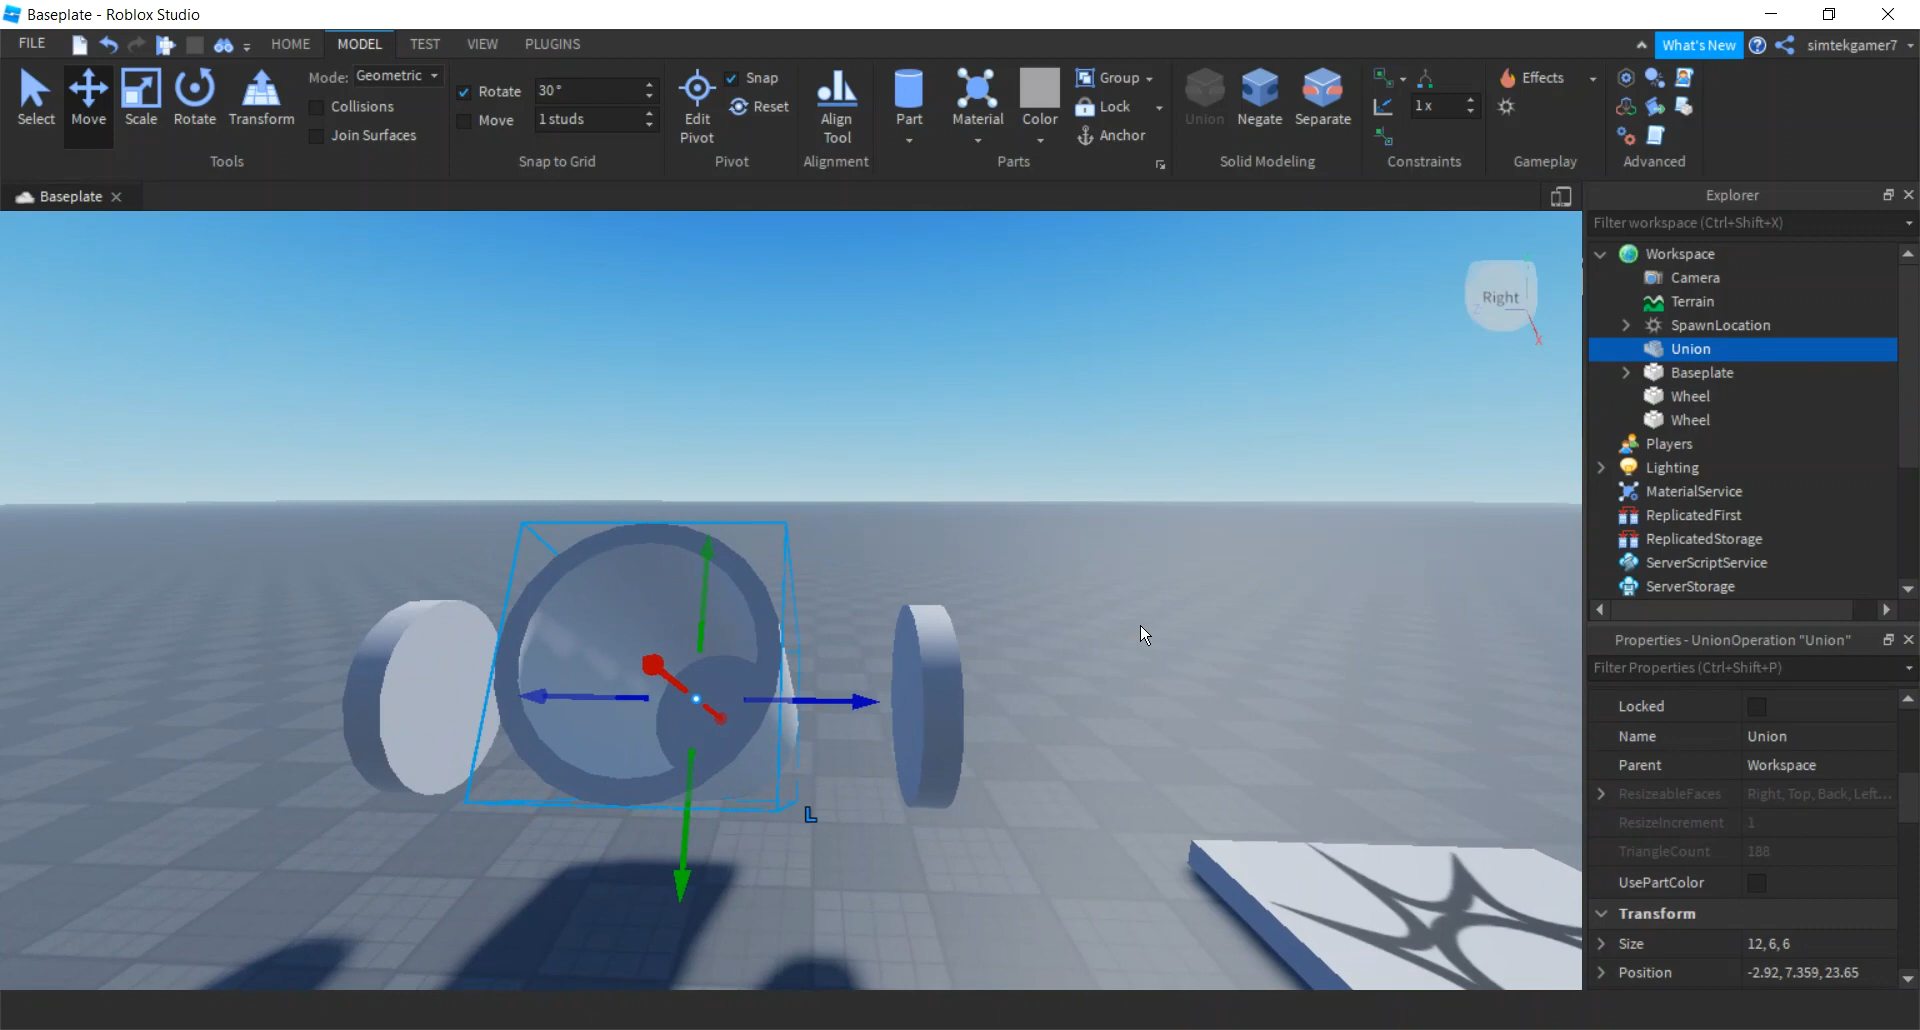 Baseplate - Roblox Studio
FILE HOME MODEL TEST VIEW PLUGINS What's New simtekgamer7
Select Move Scale Rotate Transform
Mode: Geometric
Collisions
Join Surfaces
Tools
Rotate 30°
Move 1 studs
Snap to Grid
Edit Pivot
Snap
Reset
Pivot
Align Tool
Alignment
Part Material Color
Group
Lock
Anchor
Parts
Union Negate Separate
Solid Modeling
1x
Constraints
Effects
Gameplay
Advanced
Baseplate
Right
Z
X
L
Explorer
Filter workspace (Ctrl+Shift+X)
Workspace
Camera
Terrain
SpawnLocation
Union
Baseplate
Wheel
Wheel
Players
Lighting
MaterialService
ReplicatedFirst
ReplicatedStorage
ServerScriptService
ServerStorage
Properties - UnionOperation "Union"
Filter Properties (Ctrl+Shift+P)
Locked
Name Union
Parent Workspace
ResizeableFaces Right, Top, Back, Left...
ResizeIncrement 1
TriangleCount 188
UsePartColor
Transform
Size 12, 6, 6
Position -2.92, 7.359, 23.65